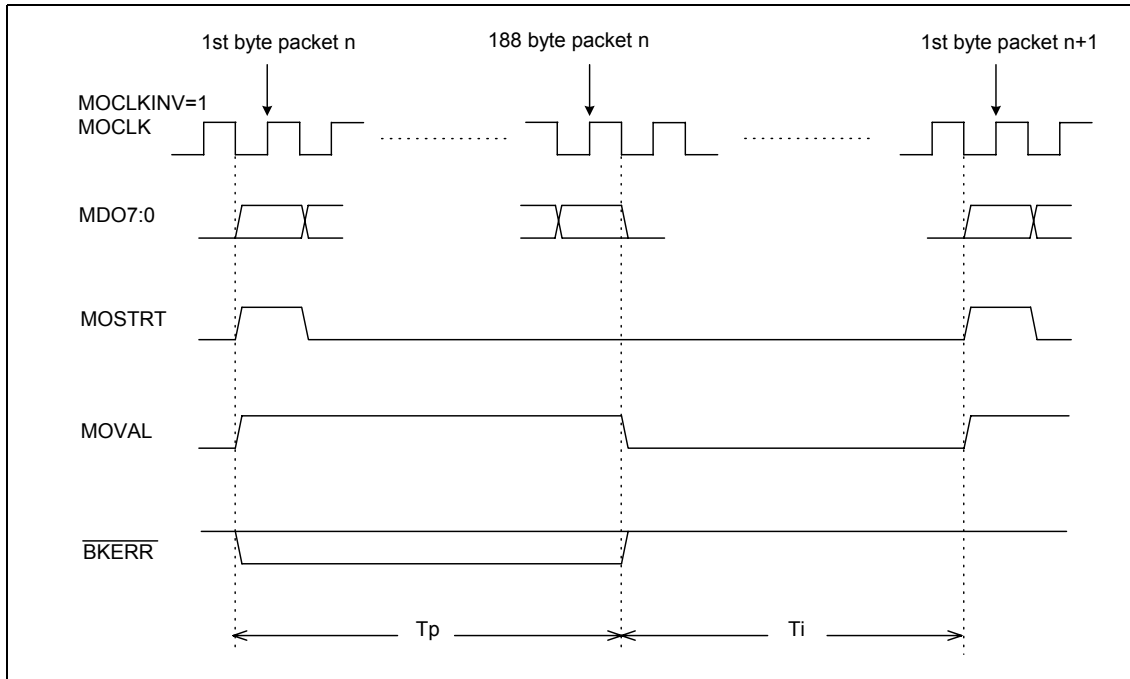 1st byte packet n
188 byte packet n
1st byte packet n+1
MOCLKINV=1
MOCLK
MDO7:0
MOSTRT
MOVAL
BKERR
Tp
Ti